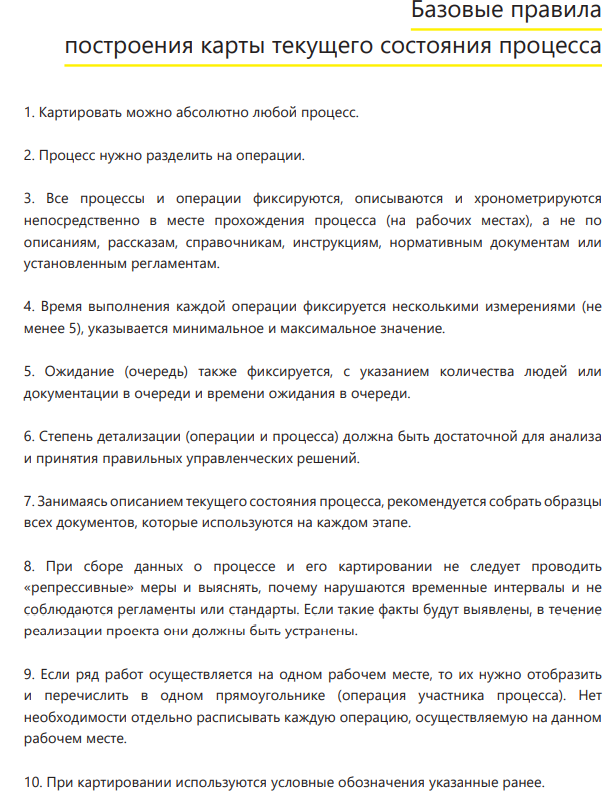 Базовые правила
построения карты текущего состояния процесса
1. Картировать можно абсолютно любой процесс.
2. Процесс нужно разделить на операции.
3. Все процессы и операции фиксируются, описываются и хронометрируются
непосредственно в месте прохождения процесса (на рабочих местах), а не по
описаниям, рассказам, справочникам, инструкциям, нормативным документам или
установленным регламентам.
4. Время выполнения каждой операции фиксируется несколькими измерениями (не
менее 5), указывается минимальное и максимальное значение.
5. Ожидание (очередь) также фиксируется, с указанием количества людей или
документации в очереди и времени ожидания в очереди.
6. Степень детализации (операции и процесса) должна быть достаточной для анализа
и принятия правильных управленческих решений.
7. Занимаясь описанием текущего состояния процесса, рекомендуется собрать образцы
всех документов, которые используются на каждом этапе.
8. При сборе данных о процессе и его картировании не следует проводить
«репрессивные» меры и выяснять, почему нарушаются временные интервалы и не
соблюдаются регламенты или стандарты. Если такие факты будут выявлены, в течение
реализации проекта они должны быть устранены.
9. Если ряд работ осуществляется на одном рабочем месте, то их нужно отобразить
и перечислить в одном прямоугольнике (операция участника процесса). Нет
необходимости отдельно расписывать каждую операцию, осуществляемую на данном
рабочем месте.
10. При картировании используются условные обозначения указанные ранее.